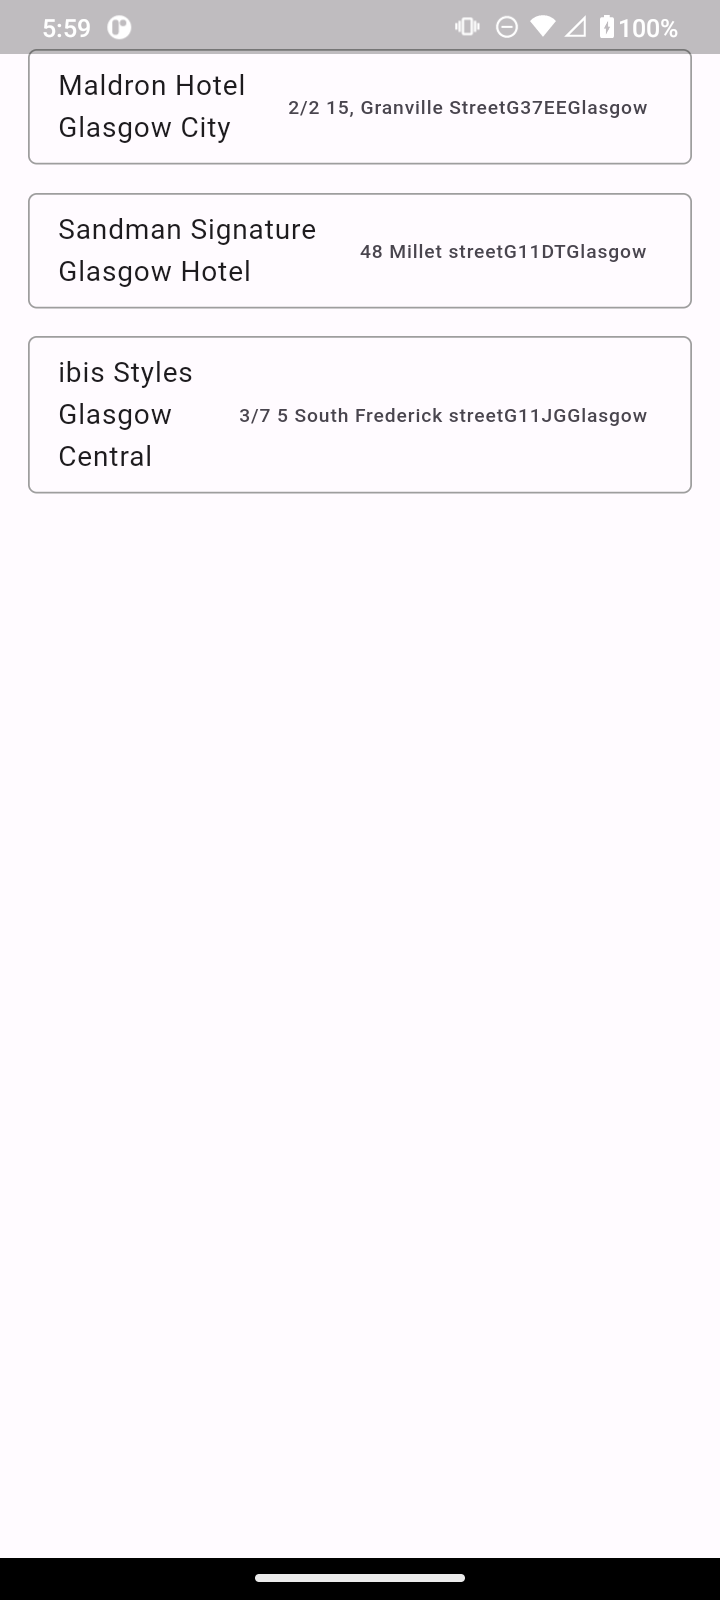 5:59
100%
Maldron Hotel
Glasgow City
2/2 15, Granville StreetG37EEGlasgow
Sandman Signature
Glasgow Hotel
48 Millet streetG11DTGlasgow
ibis Styles
Glasgow
Central
3/7 5 South Frederick streetG11JGGlasgow